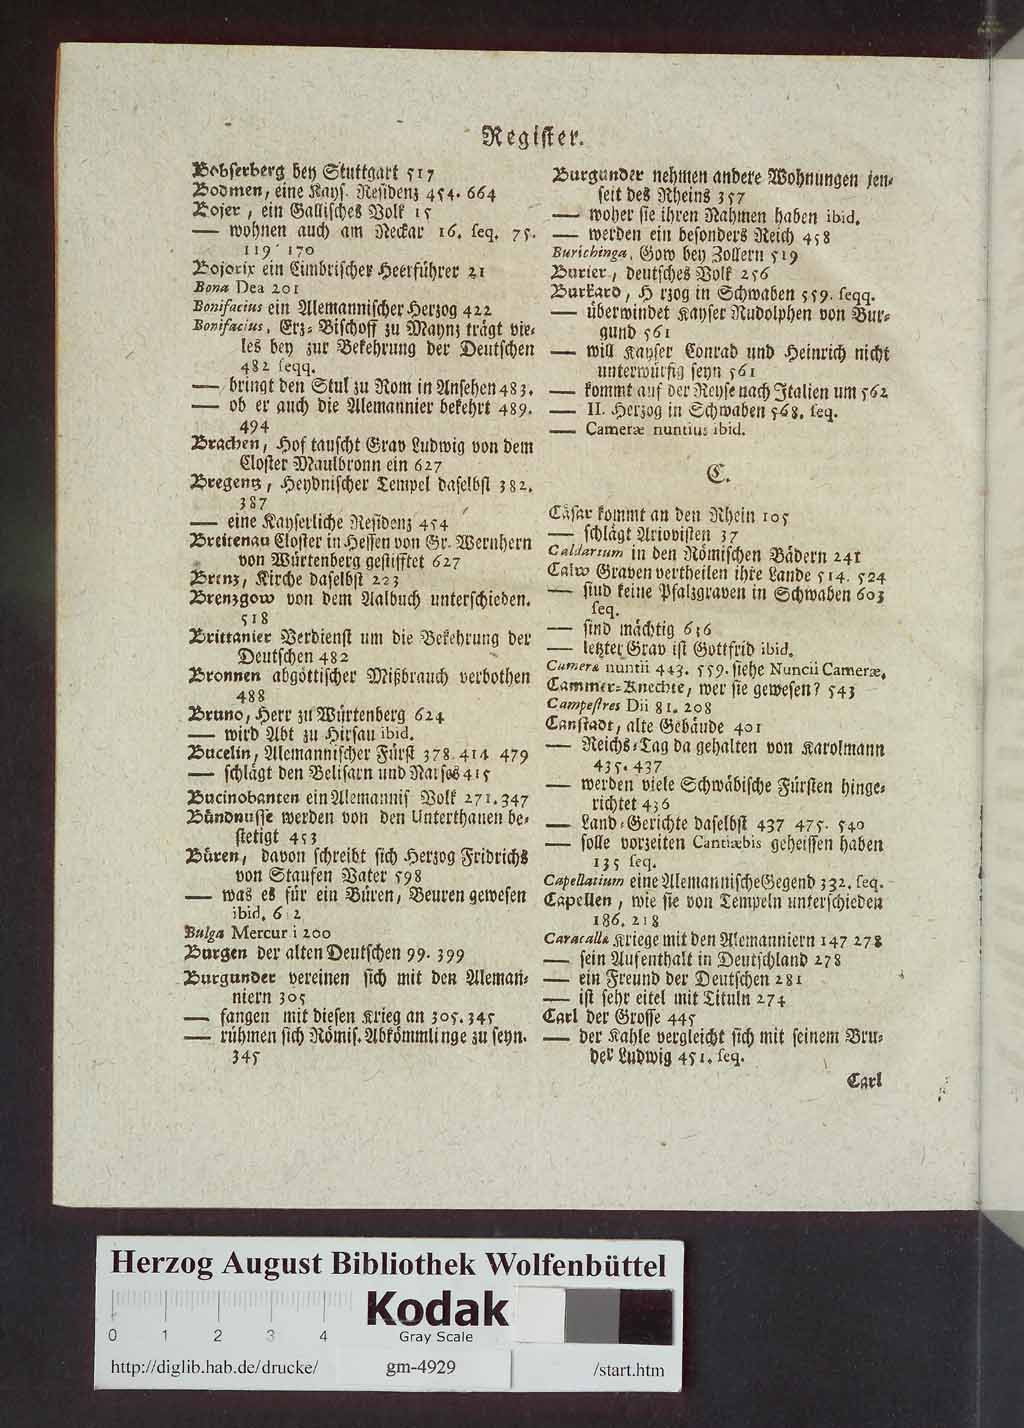 Register.
Bobserberg bey Stuttgart 517
Bodmen, eine Kays. Residenz 454. 664
Bojer, ein Gallisches Volk 15
— wohnen auch am Neckar 16. seq. 75.
119 170
Bojorix ein Cimbrischer Heerführer 21
Bona Dea 201
Bonifacius ein Alemannischer Herzog 422
Bonifacius, Erz-Bischoff zu Maynz trägt vie-
les bey zur Bekehrung der Deutschen
482 seqq.
— bringt den Stul zu Rom in Ansehen 483.
— ob er auch die Alemannier bekehrt 489.
494
Brachen, Hof tauscht Grav Ludwig von dem
Closter Maulbronn ein 627
Bregenz, Heydnischer Tempel daselbst 382.
387
— eine Kayserliche Residenz 454
Breitenau Closter in Hessen von Gr. Wernhern
von Würtenberg gestifftet 627
Brenz, Kirche daselbst 223
Brenzgow von dem Aalbuch unterschieden.
518
Brittanier Verdienst um die Bekehrung der
Deutschen 482
Bronnen abgöttischer Mißbrauch verbothen
488
Bruno, Herr zu Würtenberg 624
— wird Abt zu Hirsau ibid.
Bucelin, Alemannischer Fürst 378. 414 479
— schlägt den Belisarn und Narses 415
Bucinobanten ein Alemannis Volk 271. 347
Bündnusse werden von den Unterthanen be-
stetigt 453
Büren, davon schreibt sich Herzog Fridrichs
von Staufen Vater 598
— was es für ein Büren, Beuren gewesen
ibid. 6 2
Bulga Mercur i 200
Burgen der alten Deutschen 99. 399
Burgunder vereinen sich mit den Aleman-
niern 305
— fangen mit diesen Krieg an 305. 345
— rühmen sich Römis. Abkömmlinge zu seyn.
345
Burgunder nehmen andere Wohnungen jen-
seit des Rheins 357
— woher sie ihren Nahmen haben ibid.
— werden ein besonders Reich 458
Burichinga, Gow bey Zollern 519
Burier, deutsches Volk 256
Burkard, H rzog in Schwaben 559. seqq.
— überwindet Kayser Rudolphen von Bur-
gund 561
— will Kayser Conrad und Heinrich nicht
unterwürfig seyn 561
— kommt auf der Reyse nach Italien um 562
— II. Herzog in Schwaben 568. seq.
— Cameræ nuntius ibid.
C.
Cäsar kommt an den Rhein 105
— schlägt Ariovisten 37
Caldarium in den Römischen Bädern 241
Calw Graven vertheilen ihre Lande 514. 524
— sind keine Pfalzgraven in Schwaben 603
seq.
— sind mächtig 616
— letzter Grav ist Gottfrid ibid.
Cameræ nuntii 443. 559. siehe Nuncii Cameræ.
Cammer-Knechte, wer sie gewesen? 543
Campestres Dii 81. 208
Canstadt, alte Gebäude 401
— Reichs-Tag da gehalten von Karolmann
435. 437
— werden viele Schwäbische Fürsten hinge-
richtet 436
— Land-Gerichte daselbst 437 475. 540
— solle vorzeiten Cantiæbis geheissen haben
135 seq.
Capellatium eine Alemannische Gegend 332. seq.
Capellen, wie sie von Tempeln unterschieden
186. 218
Caracalla Kriege mit den Alemanniern 147 278
— sein Aufenthalt in Deutschland 278
— ein Freund der Deutschen 281
— ist sehr eitel mit Tituln 274
Carl der Grosse 445
— der Kahle vergleicht sich mit seinem Bru-
der Ludwig 451. seq.
Carl
Herzog August Bibliothek Wolfenbüttel
Kodak
Gray Scale
0 1 2 3 4
http://diglib.hab.de/drucke/ gm-4929 /start.htm